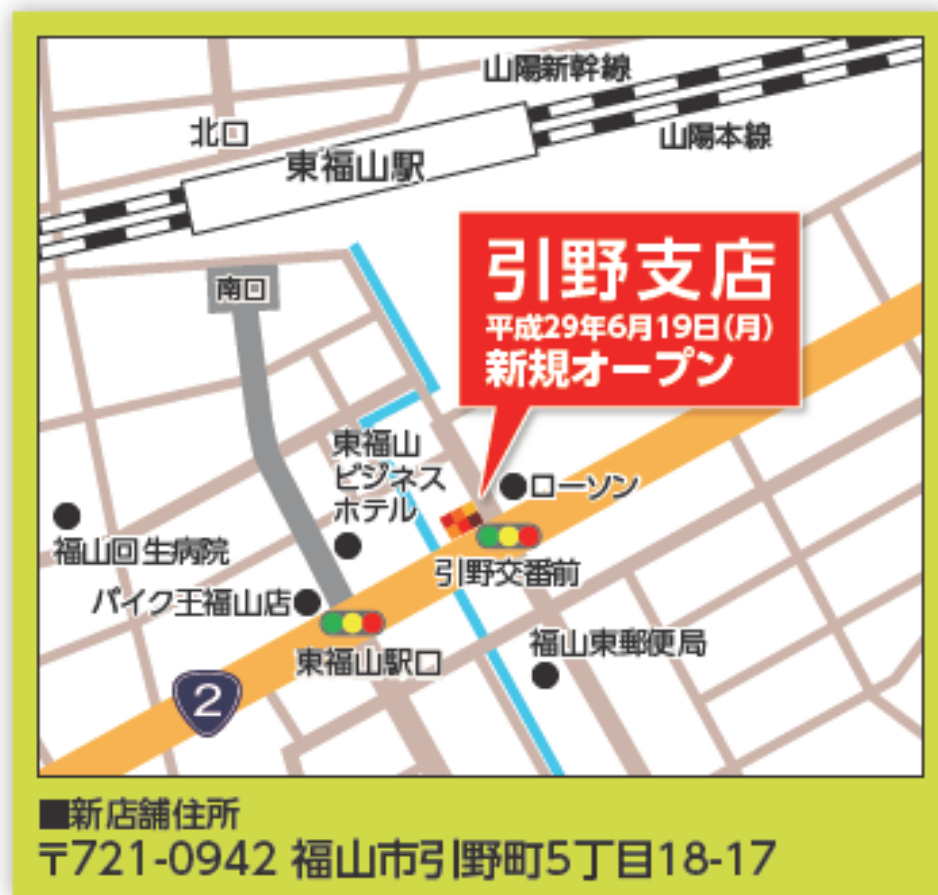 山陽新幹線
北口
山陽本線
東福山駅
引野支店
平成29年6月19日(月)
新規オープン
南口
東福山
ビジネス
ホテル
ローソン
福山回生病院
引野交番前
バイク王福山店
福山東郵便局
東福山駅口
2
■新店舗住所
〒721-0942 福山市引野町5丁目18-17